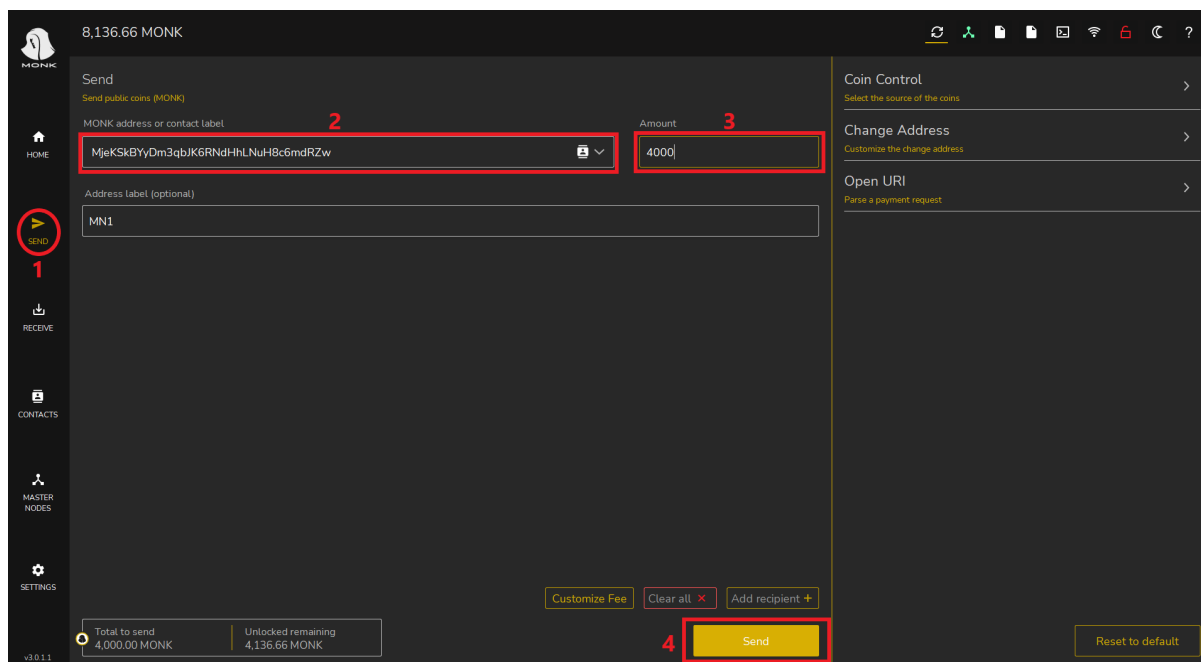 8,136.66 MONK
MONK
Send
Send public coins (MONK)
MONK address or contact label
2
Amount
3
MjeKSkBYyDm3qbJK6RNdHhLNuH8c6mdRZw
4000
Address label (optional)
MN1
HOME
SEND
1
RECEIVE
CONTACTS
MASTER
NODES
SETTINGS
v3.0.1.1
Customize Fee
Clear all ×
Add recipient +
Total to send
4,000.00 MONK
Unlocked remaining
4,136.66 MONK
4
Send
?
Coin Control
Select the source of the coins
Change Address
Customize the change address
Open URI
Parse a payment request
Reset to default